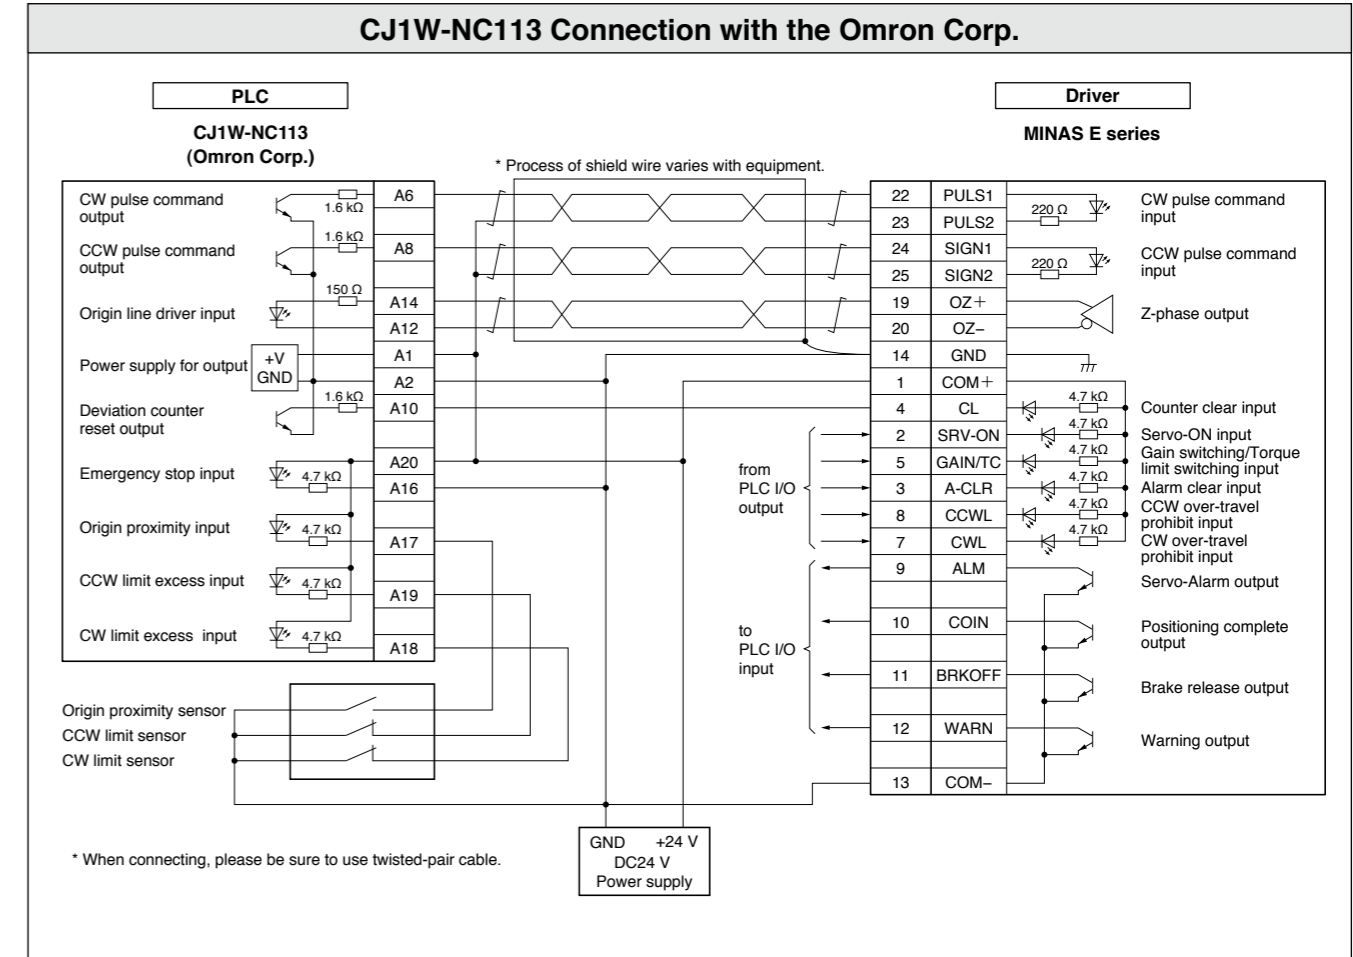 CJ1W-NC113 Connection with the Omron Corp.
PLC
Driver
CJ1W-NC113
(Omron Corp.)
MINAS E series
* Process of shield wire varies with equipment.
CW pulse command
output
1.6 kΩ
A6
22 PULS1
23 PULS2
220 Ω
CW pulse command
input
CCW pulse command
output
1.6 kΩ
A8
24 SIGN1
25 SIGN2
220 Ω
CCW pulse command
input
Origin line driver input
150 Ω
A14
A12
19 OZ+
20 OZ−
Z-phase output
Power supply for output
+V
GND
A1
A2
14 GND
1 COM+
Deviation counter
reset output
1.6 kΩ
A10
4 CL
4.7 kΩ
Counter clear input
2 SRV-ON
4.7 kΩ
Servo-ON input
Emergency stop input
4.7 kΩ
A20
A16
from
PLC I/O
output
5 GAIN/TC
4.7 kΩ
Gain switching/Torque
limit switching input
3 A-CLR
4.7 kΩ
Alarm clear input
8 CCWL
4.7 kΩ
CCW over-travel
prohibit input
Origin proximity input
4.7 kΩ
A17
7 CWL
4.7 kΩ
CW over-travel
prohibit input
CCW limit excess input
4.7 kΩ
A19
9 ALM
Servo-Alarm output
CW limit excess input
4.7 kΩ
A18
to
PLC I/O
input
10 COIN
Positioning complete
output
11 BRKOFF
Brake release output
12 WARN
Warning output
13 COM−
Origin proximity sensor
CCW limit sensor
CW limit sensor
GND +24 V
DC24 V
Power supply
* When connecting, please be sure to use twisted-pair cable.